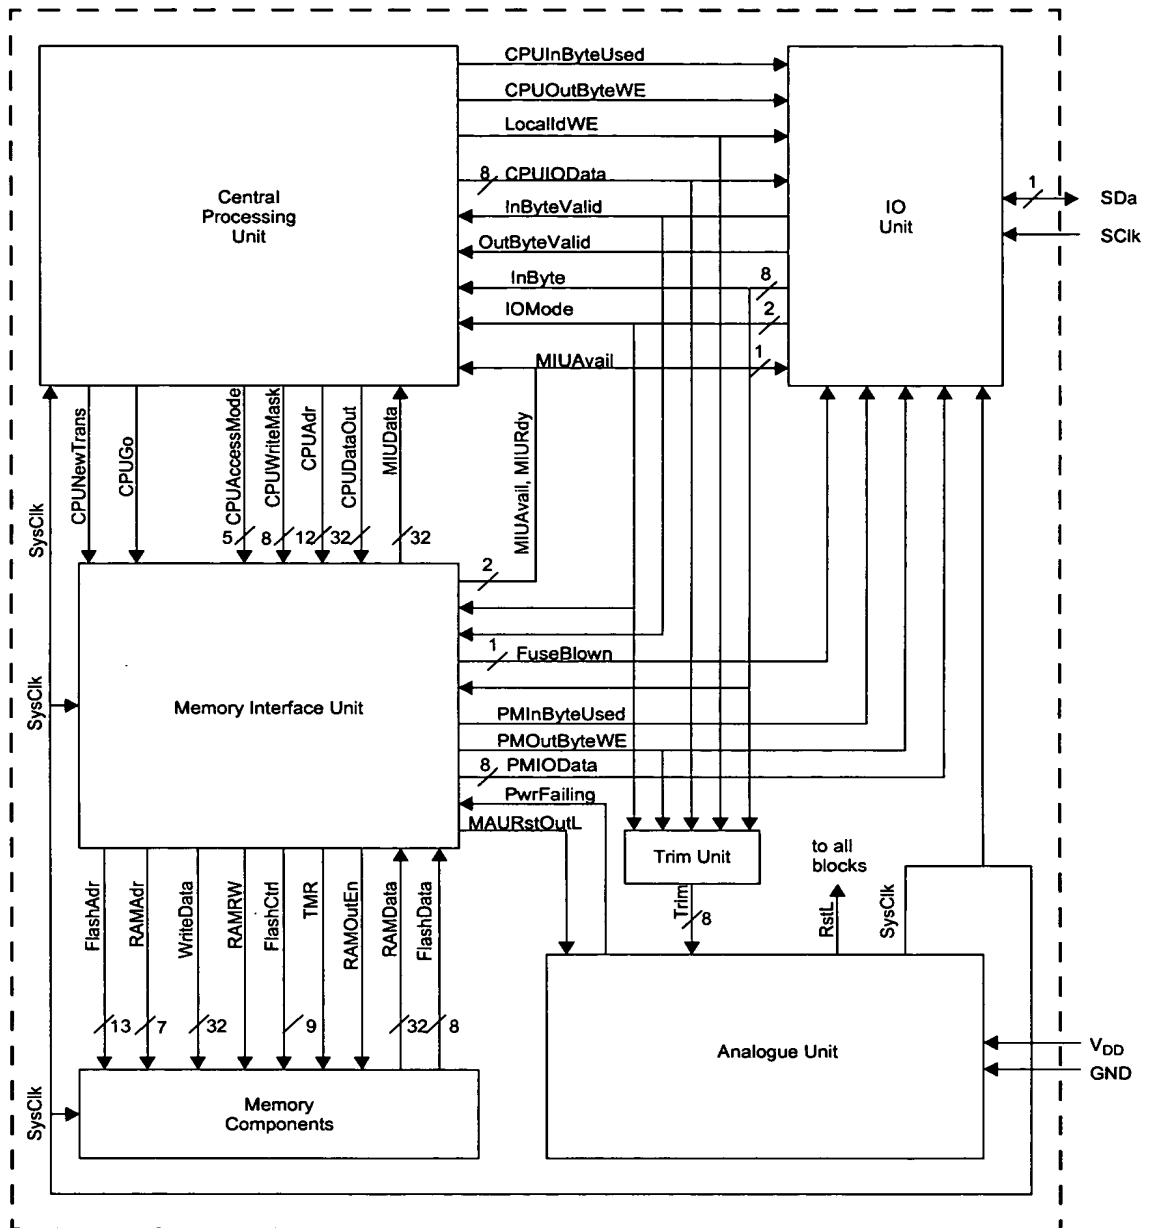 CPUInByteUsed
CPUOutByteWE
LocalIdWE
8 CPUIOData
InByteValid
OutByteValid
InByte
8
IOMode
2
MIUAvail
1
Central
Processing
Unit
IO
Unit
1
SDa
SClk
CPUNewTrans
CPUGo
CPUAccessMode
CPUWriteMask
CPUAdr
CPUDataOut
MIUData
5
8
12
32
32
MIUAvail, MIURdy
SysClk
2
1
FuseBlown
SysClk
Memory Interface Unit
PMInByteUsed
PMOutByteWE
8 PMIOData
PwrFailing
MAURstOutL
Trim Unit
to all
blocks
Trim
8
RstL
SysClk
FlashAdr
RAMAdr
WriteData
RAMRW
FlashCtrl
TMR
RAMOutEn
RAMData
FlashData
13
7
32
9
32
8
Analogue Unit
VDD
GND
SysClk
Memory
Components